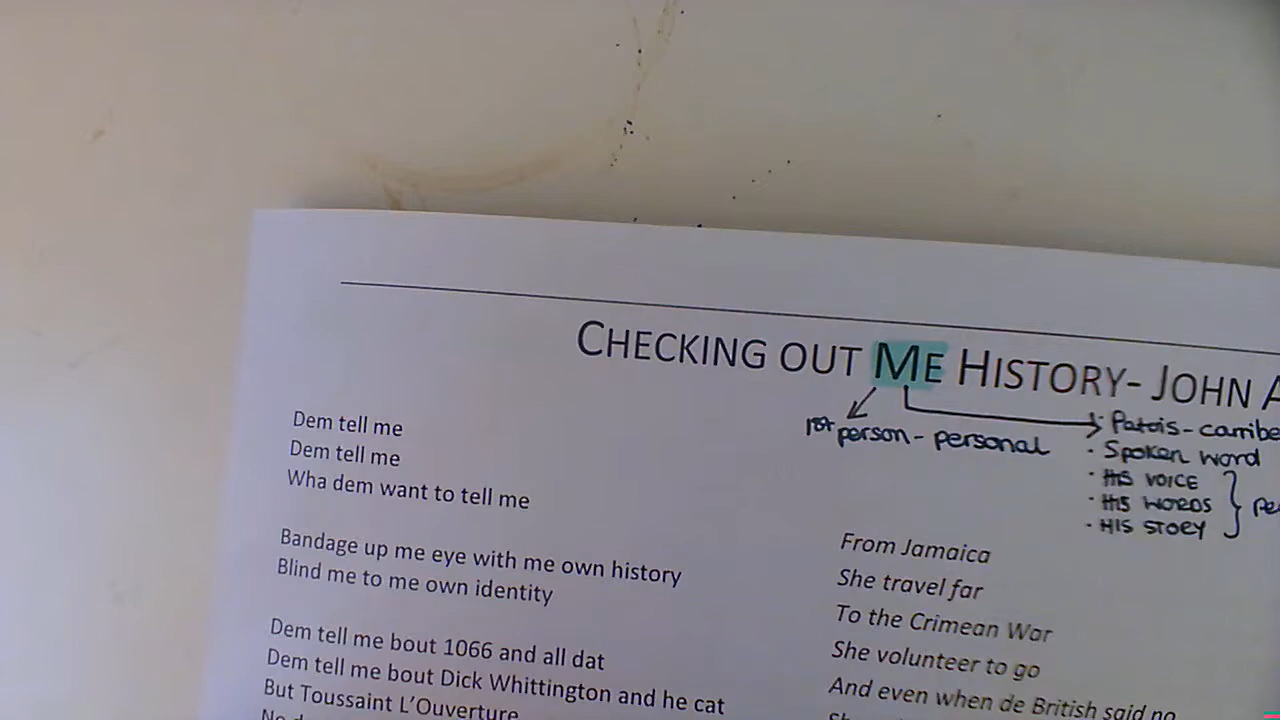 CHECKING OUT ME HISTORY- JOHN A
1st person - personal
Patois - carribe
· Spoken word
· HIS VOICE
· HIS WORDS
· HIS STORY
Dem tell me
Dem tell me
Wha dem want to tell me
Bandage up me eye with me own history
Blind me to me own identity
Dem tell me bout 1066 and all dat
Dem tell me bout Dick Whittington and he cat
But Toussaint L'Ouverture
From Jamaica
She travel far
To the Crimean War
She volunteer to go
And even when de British said no